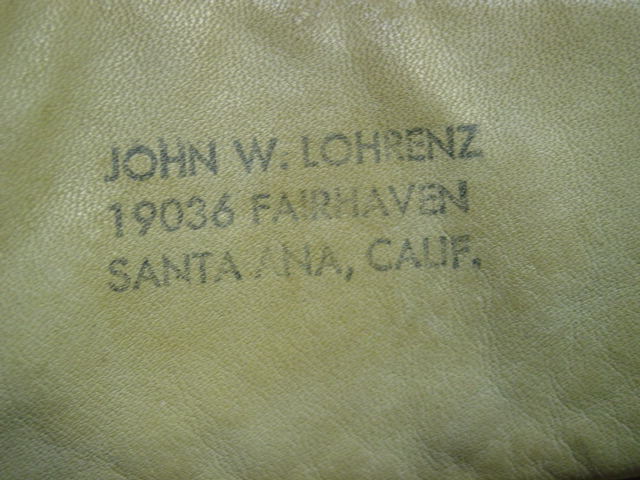 JOHN W. LOHRENZ
19036 FAIRHAVEN
SANTA ANA, CALIF.